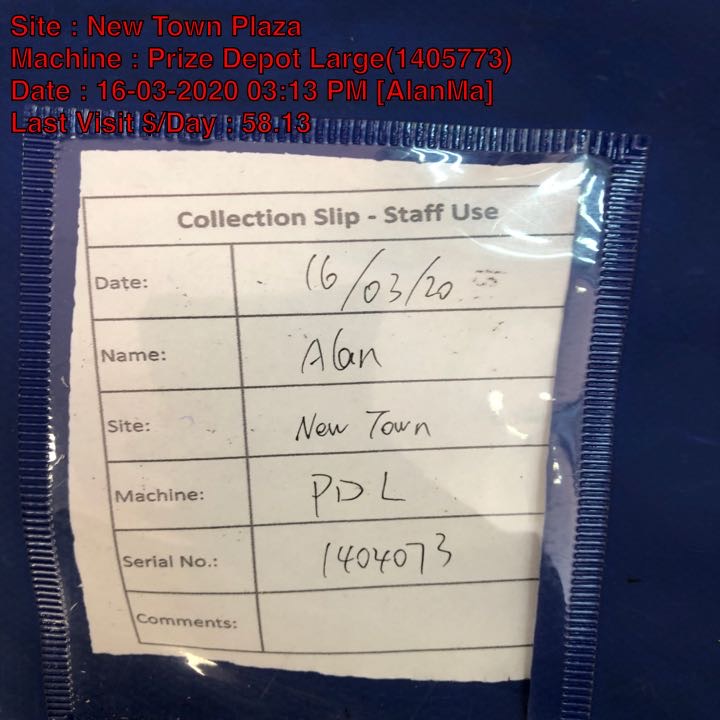 Site : New Town Plaza
Machine : Prize Depot Large(1405773)
Date : 16-03-2020 03:13 PM [AlanMa]
Last Visit $/Day : 58.13
Collection Slip - Staff Use
Date: 16/03/20
Name: Alan
Site: New Town
Machine: PDL
Serial No.: 1404073
Comments: